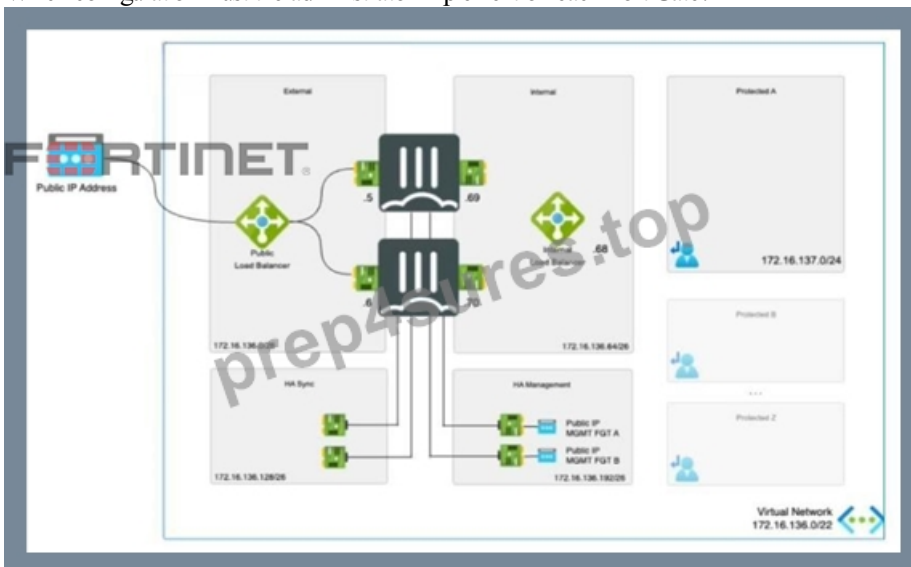 External
Internal
Protected A
FORTINET
Public IP Address
.5
.69
Public
Load Balancer
Internal
Load Balancer
.68
172.16.137.0/24
.6
.70
prep4sures.top
Protected B
172.16.136.64/26
HA Sync
HA Management
...
Public IP
MGMT FGT A
Public IP
MGMT FGT B
Protected Z
172.16.136.128/26
172.16.136.192/26
Virtual Network
172.16.136.0/22